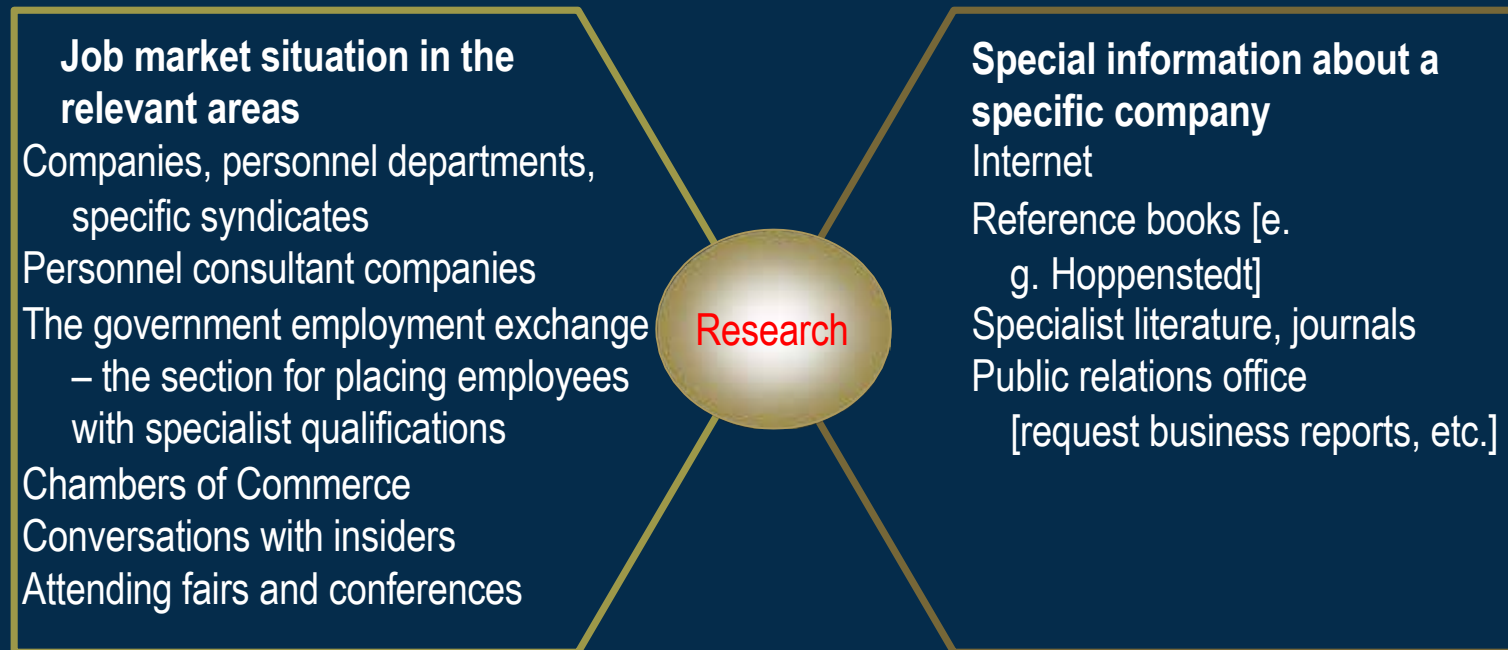 Job market situation in the
relevant areas
Companies, personnel departments,
specific syndicates
Personnel consultant companies
The government employment exchange
– the section for placing employees
with specialist qualifications
Chambers of Commerce
Conversations with insiders
Attending fairs and conferences
Research
Special information about a
specific company
Internet
Reference books [e.
g. Hoppenstedt]
Specialist literature, journals
Public relations office
[request business reports, etc.]